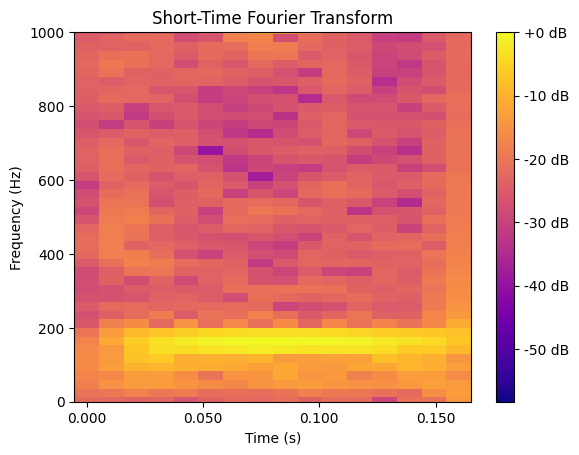 Short-Time Fourier Transform
1000
800
600
400
200
0
Frequency (Hz)
0.000
0.050
0.100
0.150
Time (s)
+0 dB
-10 dB
-20 dB
-30 dB
-40 dB
-50 dB